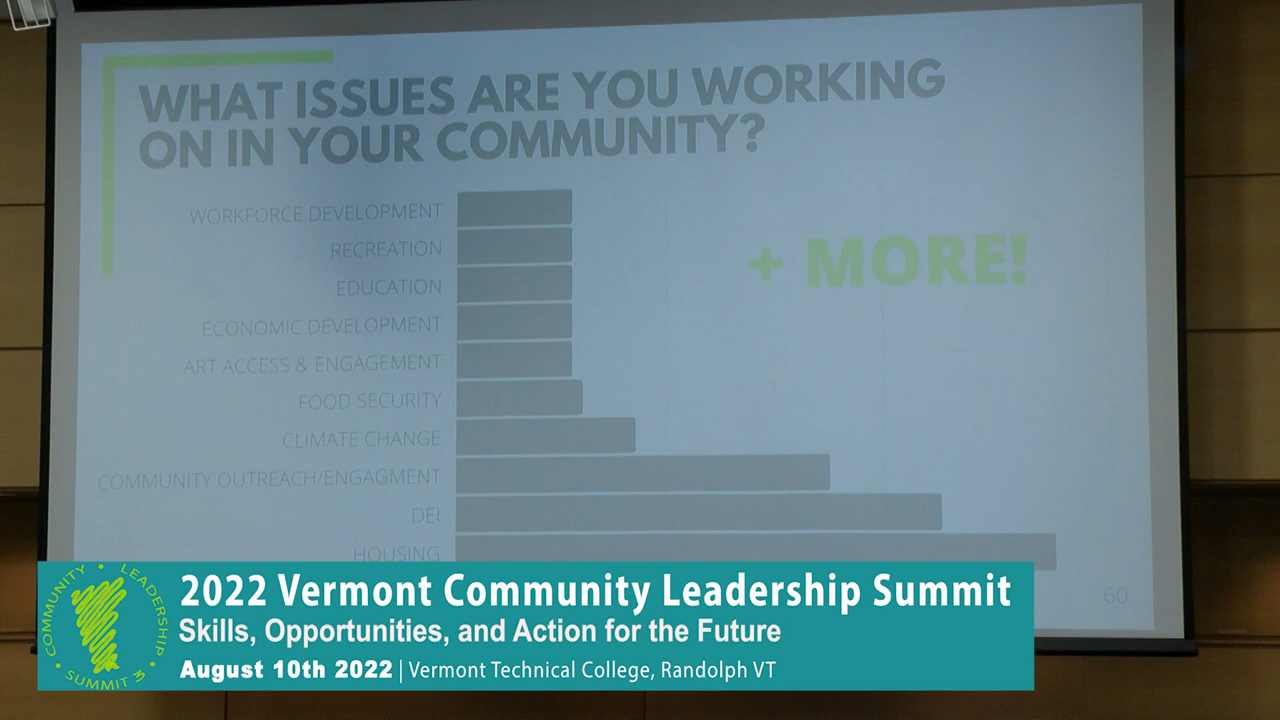 WHAT ISSUES ARE YOU WORKING
ON IN YOUR COMMUNITY?
WORKFORCE DEVELOPMENT
RECREATION
EDUCATION
ECONOMIC DEVELOPMENT
ART ACCESS & ENGAGEMENT
FOOD SECURITY
CLIMATE CHANGE
COMMUNITY OUTREACH/ENGAGMENT
DEI
HOUSING
+ MORE!
60
COMMUNITY • LEADERSHIP • SUMMIT 3 •
2022 Vermont Community Leadership Summit
Skills, Opportunities, and Action for the Future
August 10th 2022 | Vermont Technical College, Randolph VT